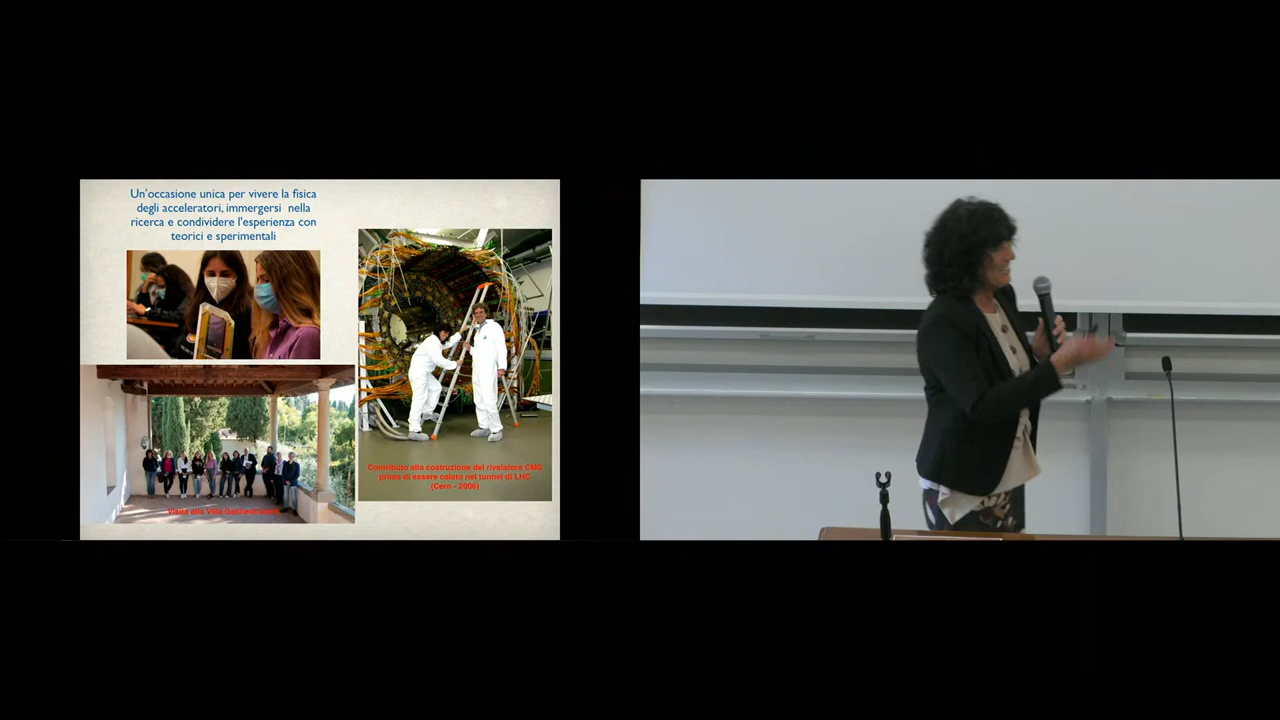 Un'occasione unica per vivere la fisica
degli acceleratori, immergersi nella
ricerca e condividere l'esperienza con
teorici e sperimentali
Contributo alla costruzione del rivelatore CMS
prima di essere calato nel tunnel di LHC
(Cern - 2006)
Visita alla Villa Galileo